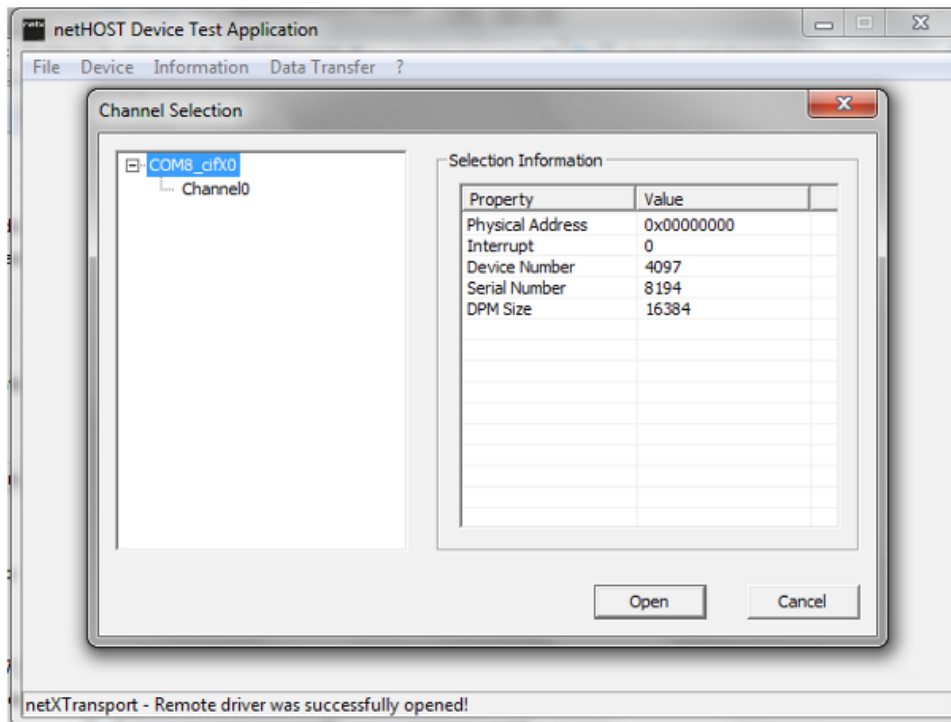 netHOST Device Test Application
File Device Information Data Transfer ?
Channel Selection
COM8_cifX0
Channel0
Selection Information
Property Value
Physical Address 0x00000000
Interrupt 0
Device Number 4097
Serial Number 8194
DPM Size 16384
Open Cancel
netXTransport - Remote driver was successfully opened!